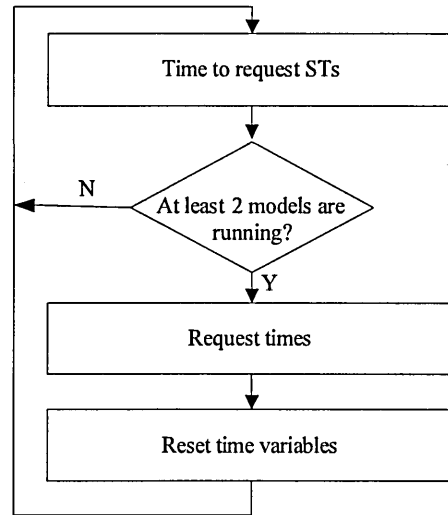 Time to request STs
N
At least 2 models are
running?
Y
Request times
Reset time variables